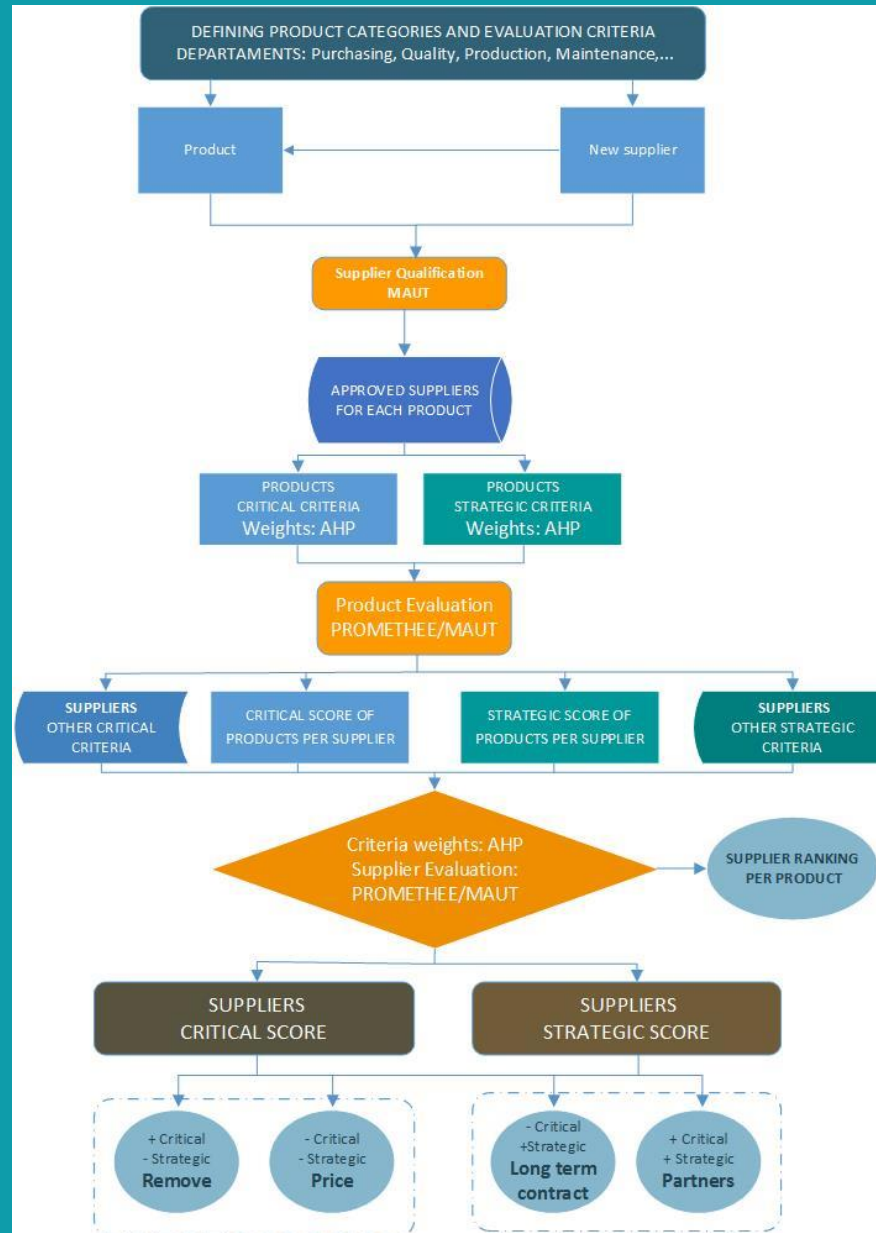 DEFINING PRODUCT CATEGORIES AND EVALUATION CRITERIA
DEPARTAMENTS: Purchasing, Quality, Production, Maintenance,...
Product
New supplier
Supplier Qualification
MAUT
APPROVED SUPPLIERS
FOR EACH PRODUCT
PRODUCTS
CRITICAL CRITERIA
Weights: AHP
PRODUCTS
STRATEGIC CRITERIA
Weights: AHP
Product Evaluation
PROMETHEE/MAUT
SUPPLIERS
OTHER CRITICAL
CRITERIA
CRITICAL SCORE OF
PRODUCTS PER SUPPLIER
STRATEGIC SCORE OF
PRODUCTS PER SUPPLIER
SUPPLIERS
OTHER STRATEGIC
CRITERIA
Criteria weights: AHP
Supplier Evaluation:
PROMETHEE/MAUT
SUPPLIER RANKING
PER PRODUCT
SUPPLIERS
CRITICAL SCORE
SUPPLIERS
STRATEGIC SCORE
+ Critical
- Strategic
Remove
- Critical
- Strategic
Price
- Critical
+Strategic
Long term
contract
+ Critical
+ Strategic
Partners